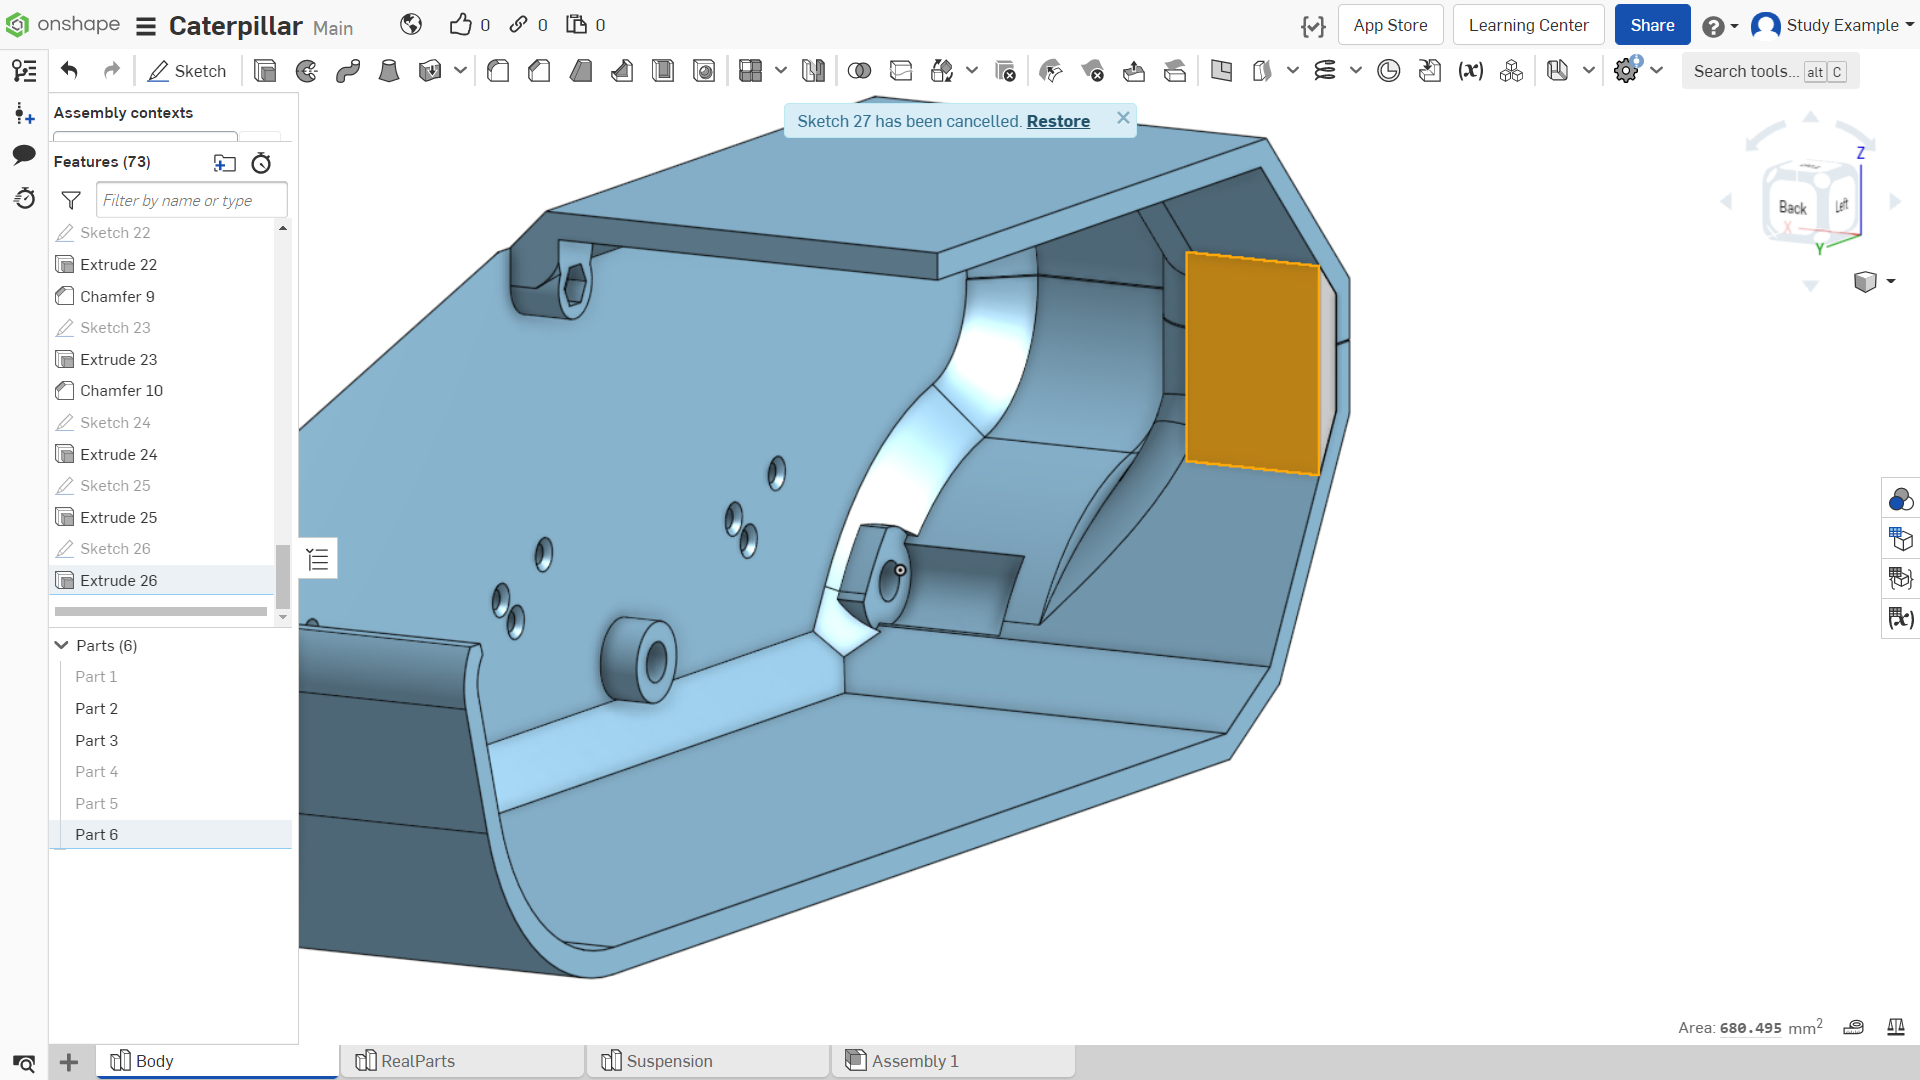 onshape Caterpillar Main 0 0 0 App Store Learning Center Share Study Example
Sketch Search tools... alt C
Assembly contexts
Sketch 27 has been cancelled. Restore
Features (73)
Filter by name or type
Sketch 22
Extrude 22
Chamfer 9
Sketch 23
Extrude 23
Chamfer 10
Sketch 24
Extrude 24
Sketch 25
Extrude 25
Sketch 26
Extrude 26
Parts (6)
Part 1
Part 2
Part 3
Part 4
Part 5
Part 6
Z
Back Left
X
Y
Area: 680.495 mm2
Body RealParts Suspension Assembly 1